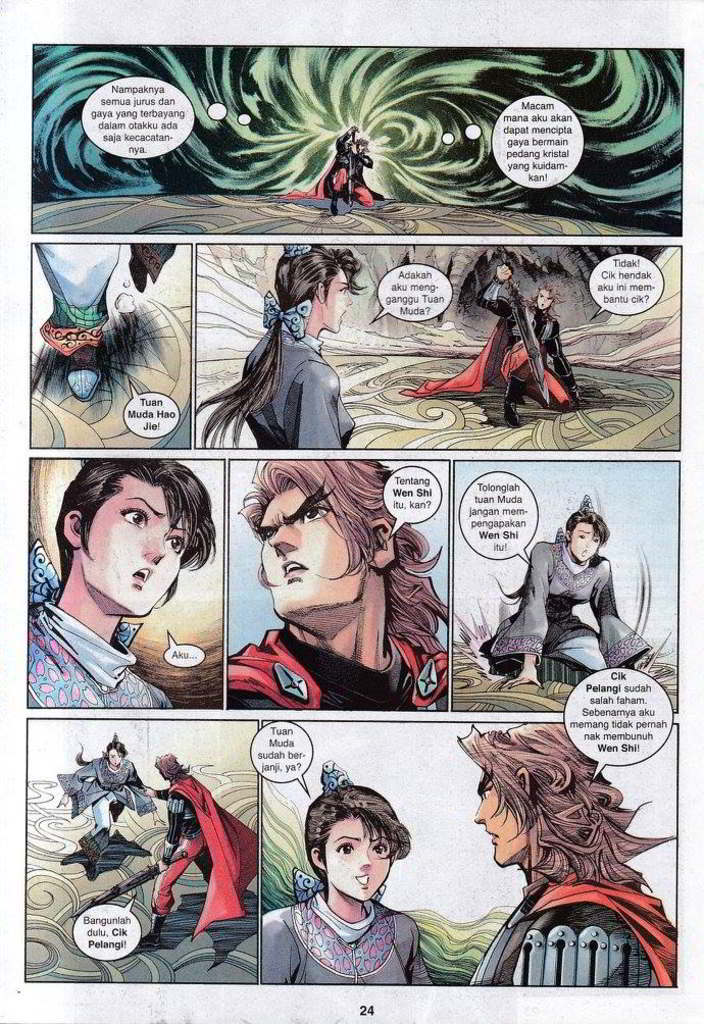 Nampaknya
semua jurus dan
gaya yang terbayang
dalam otakku ada
saja kecacatan-
nya.
Macam
mana aku akan
dapat mencipta
gaya bermain
pedang kristal
yang kuidam-
kan!
Tuan
Muda Hao
Jie!
Adakah
aku meng-
ganggu Tuan
Muda?
Tidak!
Cik hendak
aku ini mem-
bantu cik?
Aku...
Tentang
Wen Shi
itu, kan?
Tolonglah
tuan Muda
jangan mem-
pengapakan
Wen Shi
itu!
Cik
Pelangi sudah
salah faham.
Sebenarnya aku
memang tidak pernah
nak membunuh
Wen Shi!
Bangunlah
dulu, Cik
Pelangi!
Tuan
Muda
sudah ber-
janji, ya?
24